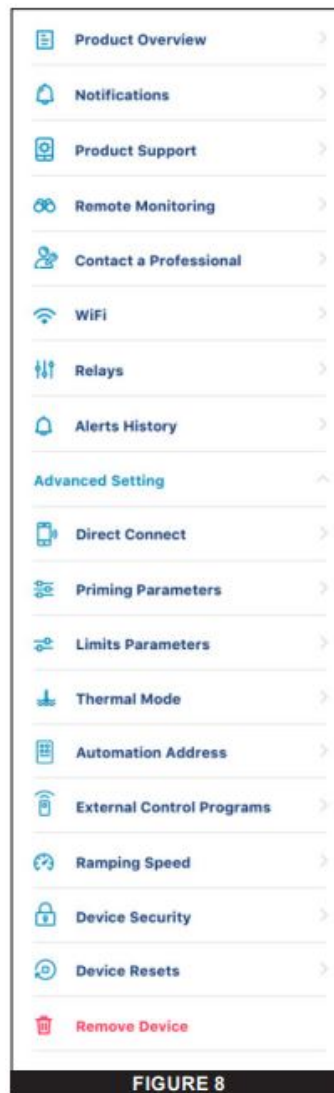 Product Overview
Notifications
Product Support
Remote Monitoring
Contact a Professional
WiFi
Relays
Alerts History
Advanced Setting
Direct Connect
Priming Parameters
Limits Parameters
Thermal Mode
Automation Address
External Control Programs
Ramping Speed
Device Security
Device Resets
Remove Device
FIGURE 8